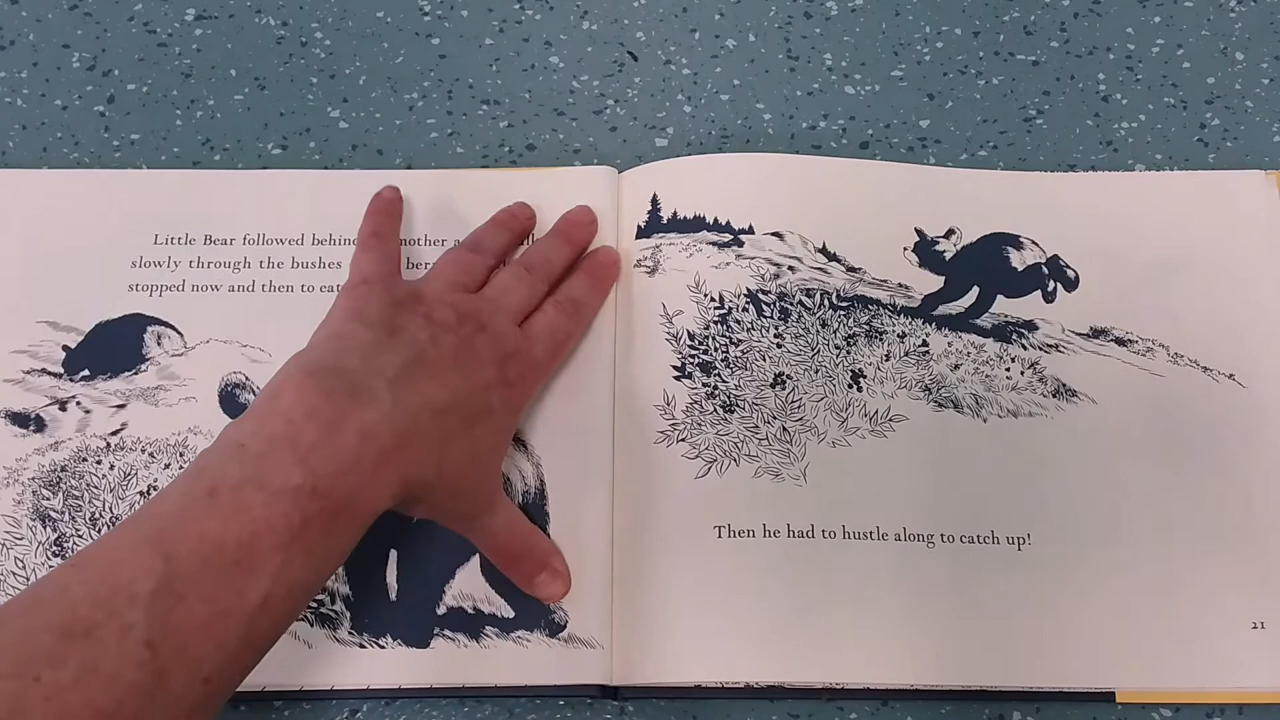 Little Bear followed behind mother a
slowly through the bushes
stopped now and then to eat
Then he had to hustle along to catch up!
21